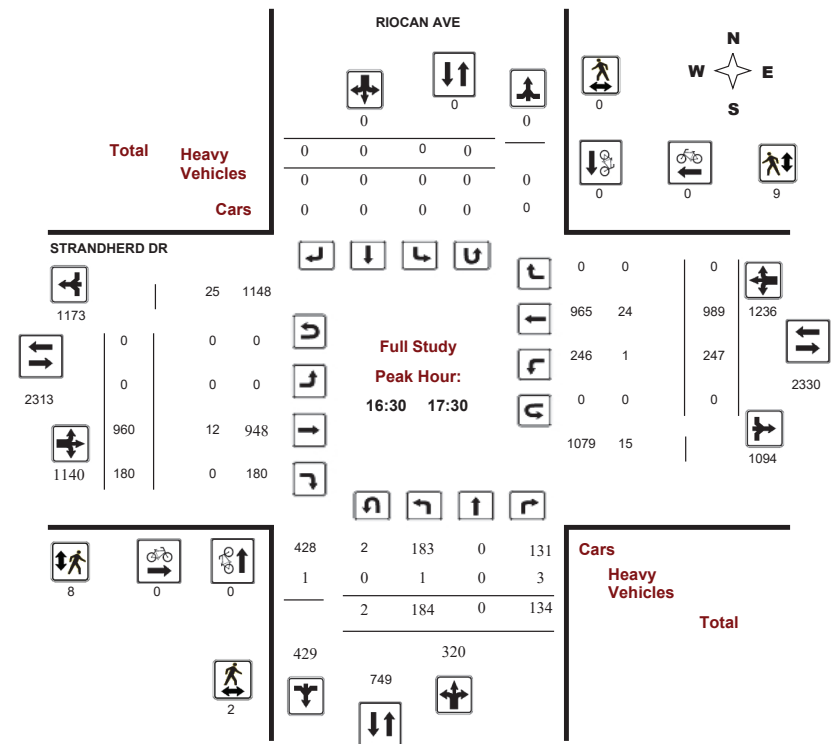 RIOCAN AVE
N
W E
S
0
0
0 0
0
Total Heavy Vehicles
0 0 0 0
0 0 0 0 0
Cars 0 0 0 0 0
0 0 9
STRANDHERD DR
1173
25 1148
0 0 0
965 24 989 1236
0 0 0
2313
0 0 0
246 1 247
2330
Full Study
Peak Hour:
16:30 17:30
0 0 0
960 12 948
1079 15
1094
1140 180 0 180
8 0 0
428 2 183 0 131 Cars
1 0 1 0 3 Heavy Vehicles
2 184 0 134 Total
429 320
749
2